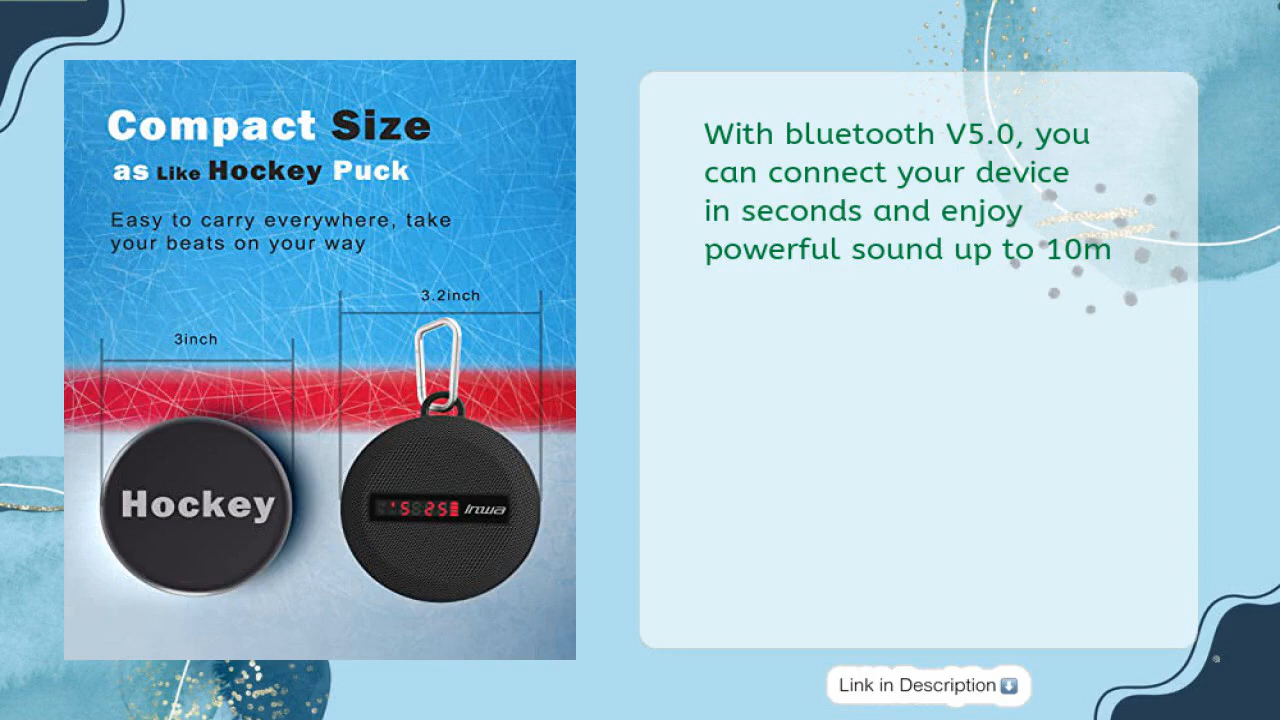 Compact Size
as Like Hockey Puck
Easy to carry everywhere, take
your beats on your way
3.2inch
3inch
Hockey
Inwa
With bluetooth V5.0, you
can connect your device
in seconds and enjoy
powerful sound up to 10m
Link in Description